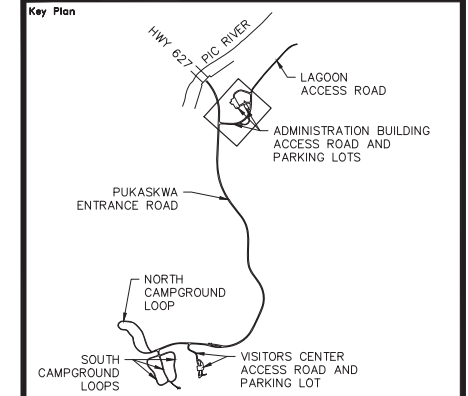 Key Plan
HWY 627
PIC RIVER
LAGOON
ACCESS ROAD
ADMINISTRATION BUILDING
ACCESS ROAD AND
PARKING LOTS
PUKASKWA
ENTRANCE ROAD
NORTH
CAMPGROUND
LOOP
SOUTH
CAMPGROUND
LOOPS
VISITORS CENTER
ACCESS ROAD AND
PARKING LOT